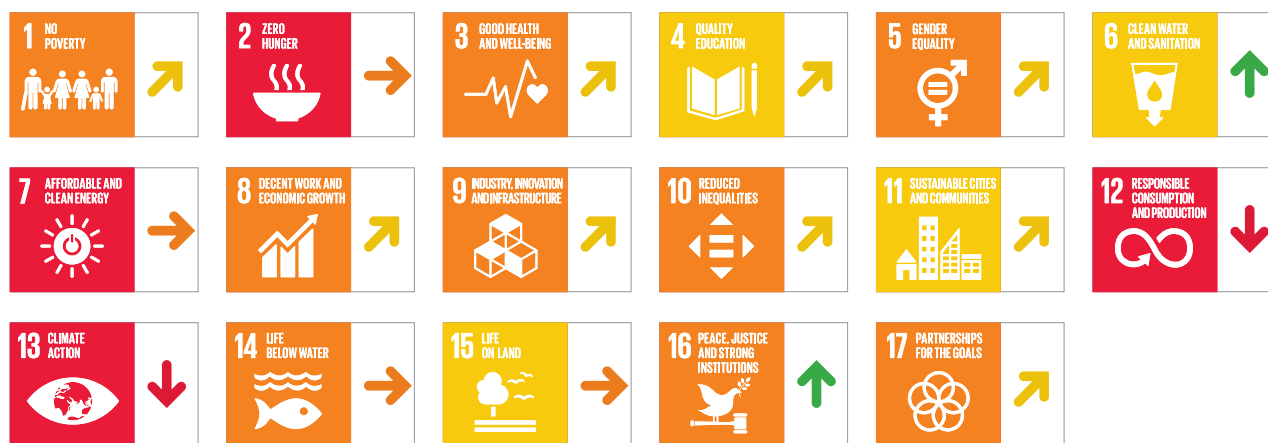 1 NO
POVERTY
2 ZERO
HUNGER
3 GOOD HEALTH
AND WELL-BEING
4 QUALITY
EDUCATION
5 GENDER
EQUALITY
6 CLEAN WATER
AND SANITATION
7 AFFORDABLE AND
CLEAN ENERGY
8 DECENT WORK AND
ECONOMIC GROWTH
9 INDUSTRY, INNOVATION
AND INFRASTRUCTURE
10 REDUCED
INEQUALITIES
11 SUSTAINABLE CITIES
AND COMMUNITIES
12 RESPONSIBLE
CONSUMPTION
AND PRODUCTION
13 CLIMATE
ACTION
14 LIFE
BELOW WATER
15 LIFE
ON LAND
16 PEACE, JUSTICE
AND STRONG
INSTITUTIONS
17 PARTNERSHIPS
FOR THE GOALS